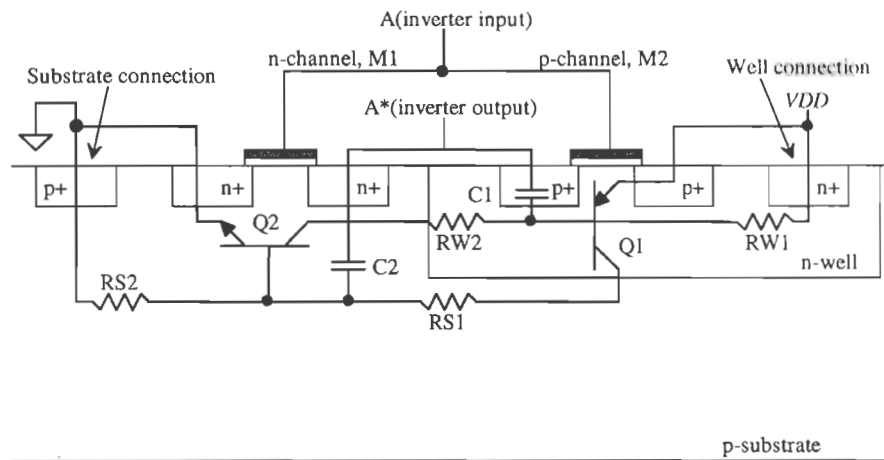 A(inverter input)
n-channel, M1
p-channel, M2
Substrate connection
Well connection
A*(inverter output)
VDD
p+
n+
n+
C1
p+
p+
n+
Q2
RW2
Q1
RW1
C2
n-well
RS2
RS1
p-substrate